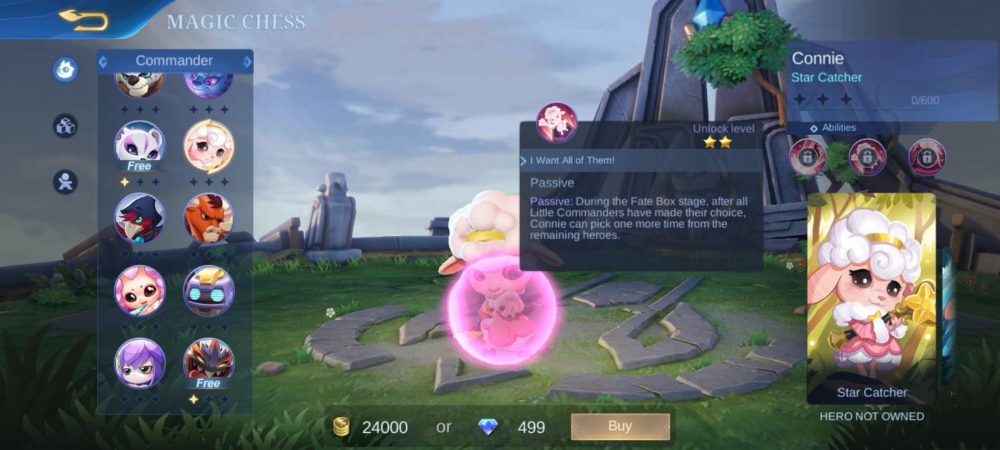 MAGIC CHESS
Commander
Free
Free
Unlock level
I Want All of Them!
Passive
Passive: During the Fate Box stage, after all
Little Commanders have made their choice,
Connie can pick one more time from the
remaining heroes.
Connie
Star Catcher
0/600
Abilities
Star Catcher
HERO NOT OWNED
24000 or 499 Buy